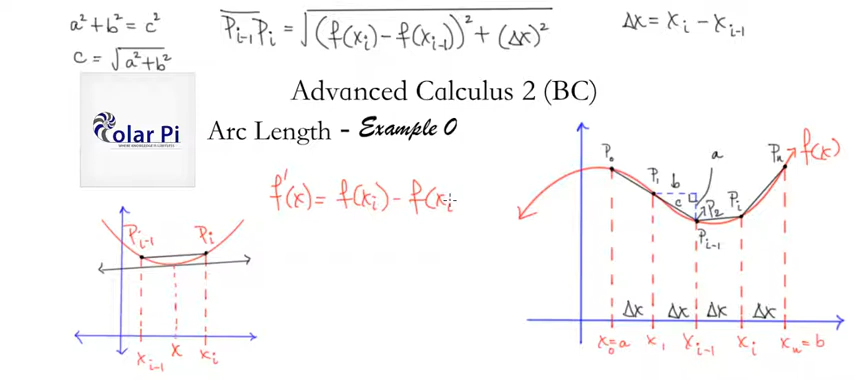 a² + b² = c²
c = √(a² + b²)
P_{i-1}P_i = √((f(x_i) - f(x_{i-1}))² + (Δx)²)
Δx = x_i - x_{i-1}
Advanced Calculus 2 (BC)
olar Pi
Arc Length - Example 0
f'(x) = f(x_i) - f(x_i
P_{i-1} P_i
x_{i-1} x x_i
P_0 P_1 b a c P_2 P_{i-1} P_i P_n f(x)
Δx Δx Δx Δx
x_0 = a x_1 x_{i-1} x_i x_n = b